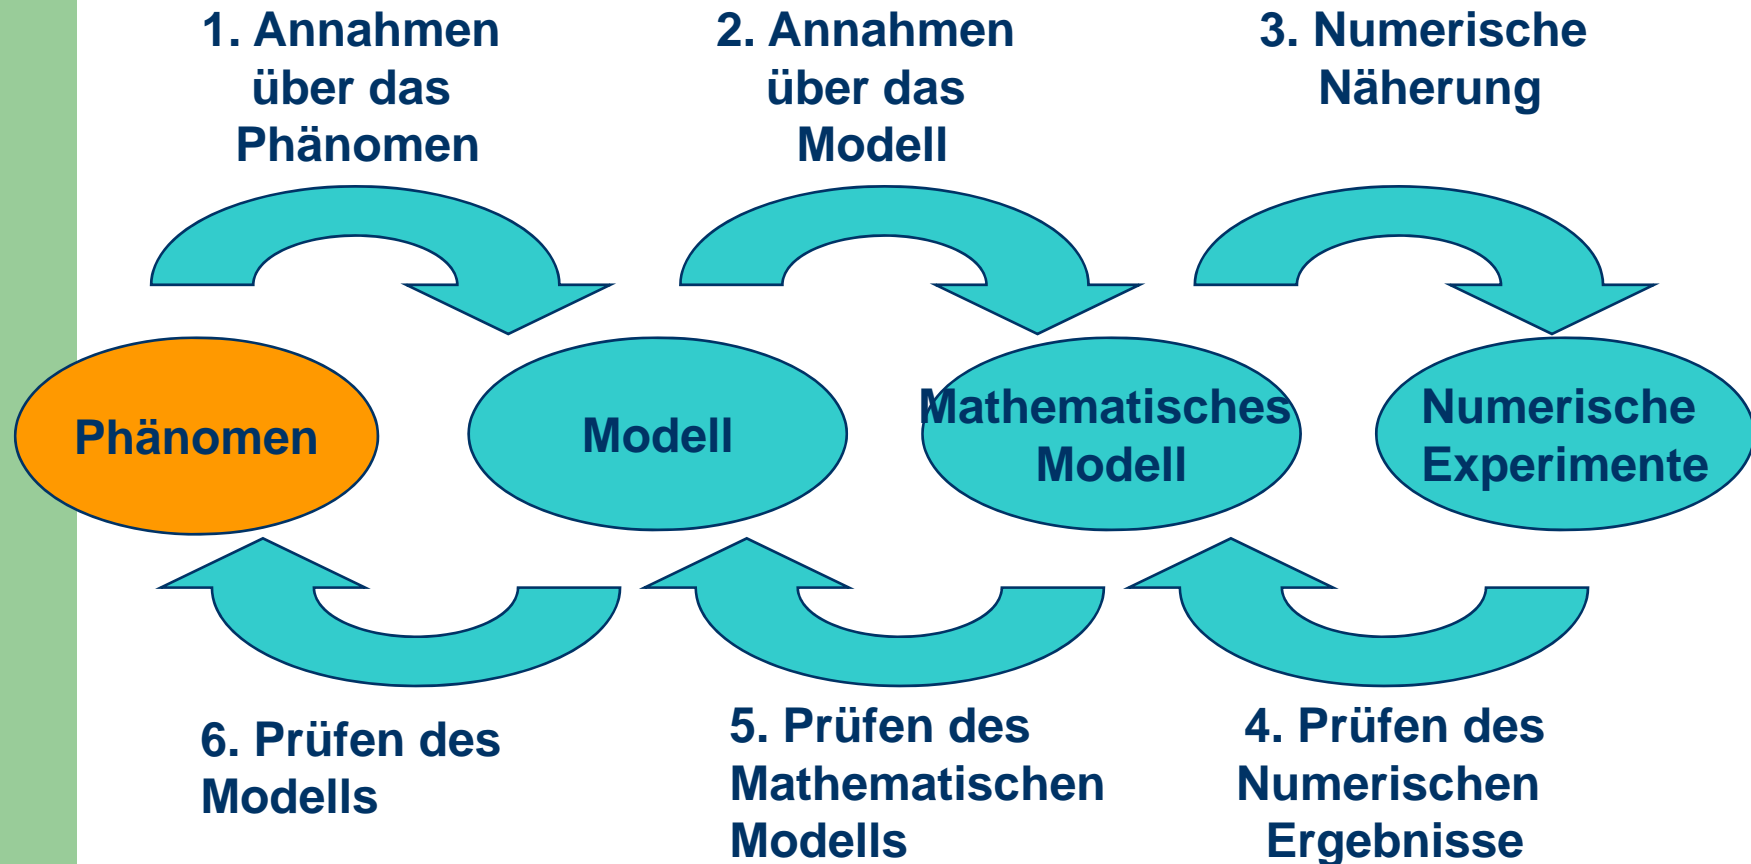 1. Annahmen
über das
Phänomen
2. Annahmen
über das
Modell
3. Numerische
Näherung
Phänomen
Modell
Mathematisches
Modell
Numerische
Experimente
6. Prüfen des
Modells
5. Prüfen des
Mathematischen
Modells
4. Prüfen des
Numerischen
Ergebnisse